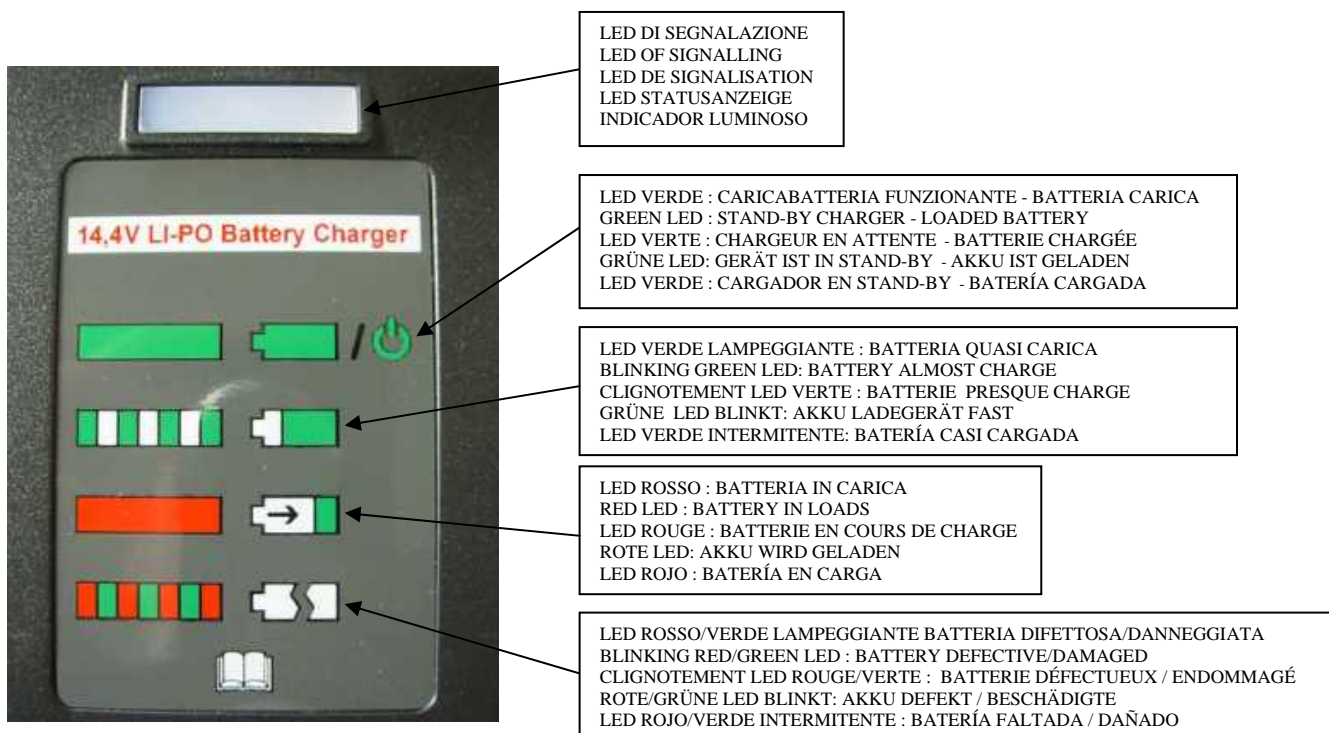 LED DI SEGNALAZIONE
LED OF SIGNALLING
LED DE SIGNALISATION
LED STATUSANZEIGE
INDICADOR LUMINOSO
14,4V LI-PO Battery Charger
LED VERDE : CARICABATTERIA FUNZIONANTE - BATTERIA CARICA
GREEN LED : STAND-BY CHARGER - LOADED BATTERY
LED VERTE : CHARGEUR EN ATTENTE - BATTERIE CHARGÉE
GRÜNE LED: GERÄT IST IN STAND-BY - AKKU IST GELADEN
LED VERDE : CARGADOR EN STAND-BY - BATERÍA CARGADA
LED VERDE LAMPEGGIANTE : BATTERIA QUASI CARICA
BLINKING GREEN LED: BATTERY ALMOST CHARGE
CLIGNOTEMENT LED VERTE : BATTERIE PRESQUE CHARGE
GRÜNE LED BLINKT: AKKU LADEGERÄT FAST
LED VERDE INTERMITENTE: BATERÍA CASI CARGADA
LED ROSSO : BATTERIA IN CARICA
RED LED : BATTERY IN LOADS
LED ROUGE : BATTERIE EN COURS DE CHARGE
ROTE LED: AKKU WIRD GELADEN
LED ROJO : BATERÍA EN CARGA
LED ROSSO/VERDE LAMPEGGIANTE BATTERIA DIFETTOSA/DANNEGGIATA
BLINKING RED/GREEN LED : BATTERY DEFECTIVE/DAMAGED
CLIGNOTEMENT LED ROUGE/VERTE : BATTERIE DÉFECTUEUX / ENDOMMAGÉ
ROTE/GRÜNE LED BLINKT: AKKU DEFEKT / BESCHÄDIGTE
LED ROJO/VERDE INTERMITENTE : BATERÍA FALTADA / DAÑADO